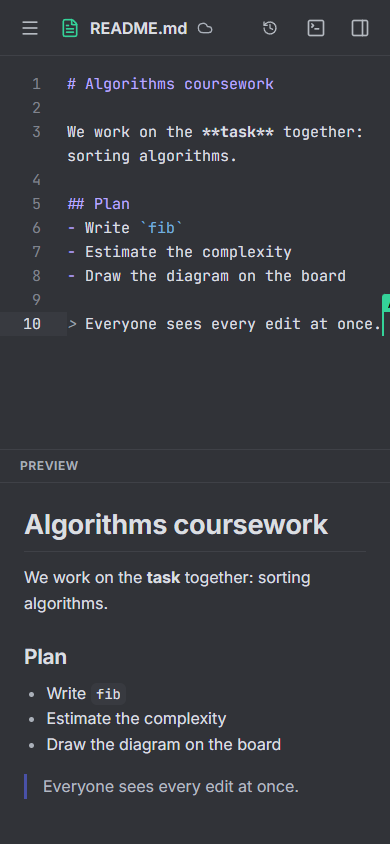 README.md
1 # Algorithms coursework
2
3 We work on the **task** together:
sorting algorithms.
4
5 ## Plan
6 - Write `fib`
7 - Estimate the complexity
8 - Draw the diagram on the board
9
10 > Everyone sees every edit at once.
PREVIEW
Algorithms coursework
We work on the task together: sorting
algorithms.
Plan
• Write fib
• Estimate the complexity
• Draw the diagram on the board
Everyone sees every edit at once.